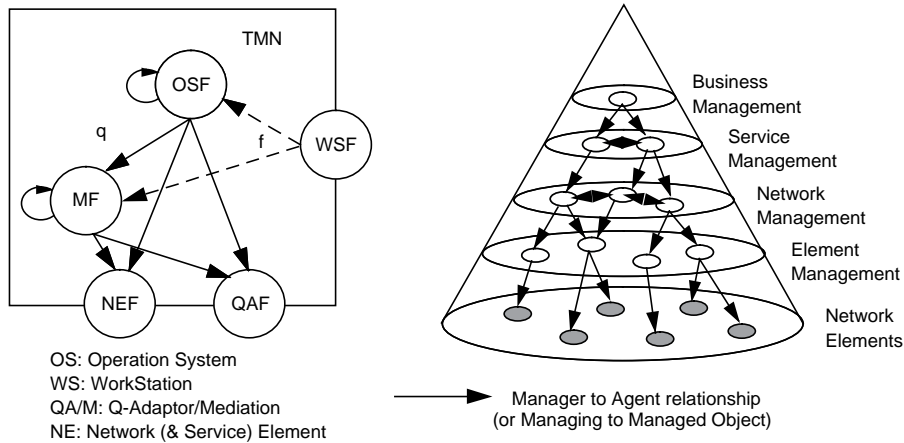 TMN
OSF
q
f
WSF
MF
NEF
QAF
OS: Operation System
WS: WorkStation
QA/M: Q-Adaptor/Mediation
NE: Network (& Service) Element
Business
Management
Service
Management
Network
Management
Element
Management
Network
Elements
Manager to Agent relationship
(or Managing to Managed Object)